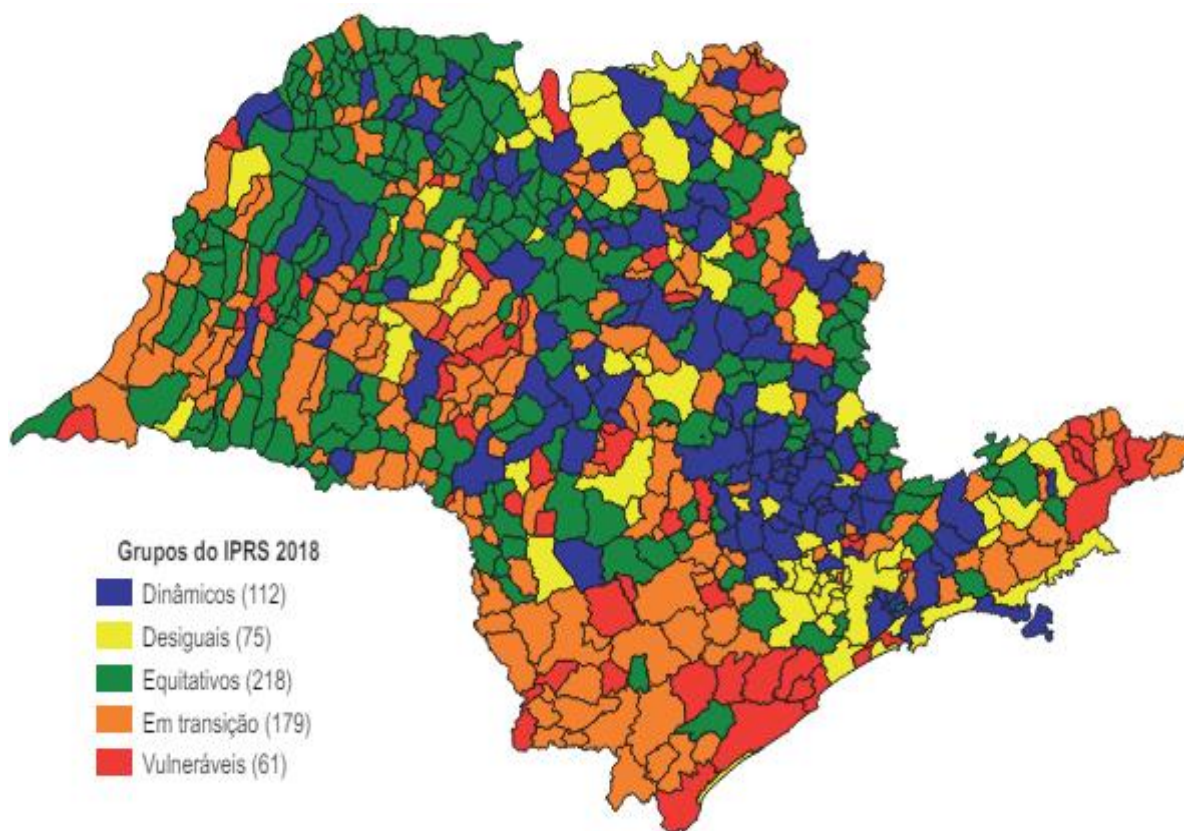 Grupos do IPRS 2018
Dinâmicos (112)
Desiguais (75)
Equitativos (218)
Em transição (179)
Vulneráveis (61)